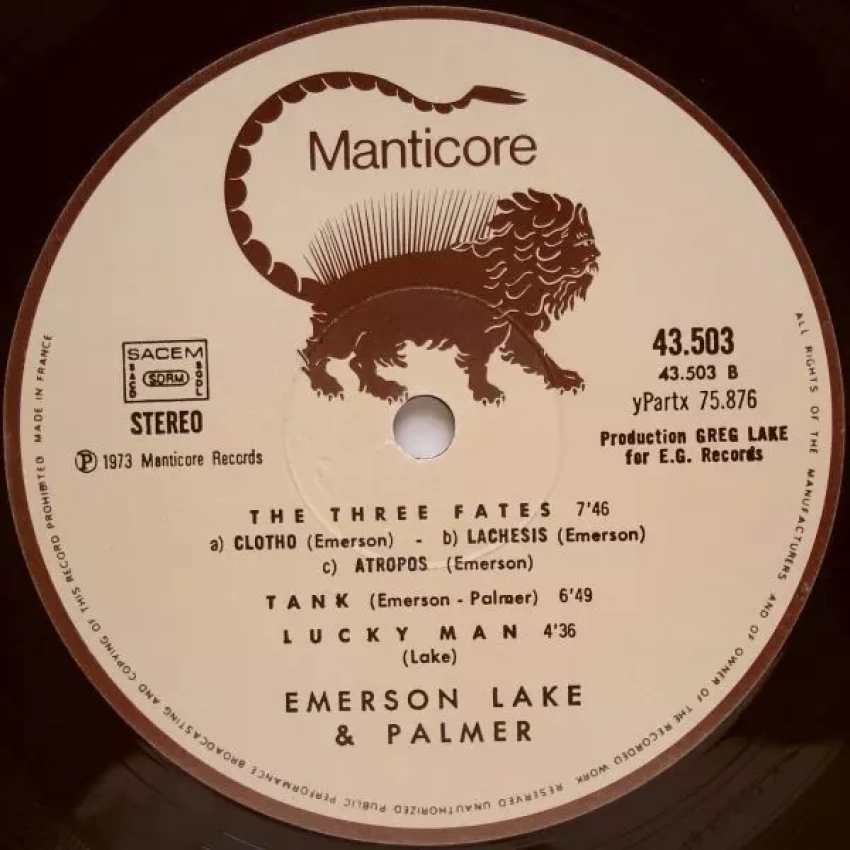 Manticore
SACEM
SACD
SDRM
SGDL
STEREO
Ⓟ 1973 Manticore Records
43.503
43.503 B
yPartx 75.876
Production GREG LAKE
for E.G. Records
THE THREE FATES 7'46
a) CLOTHO (Emerson) - b) LACHESIS (Emerson)
c) ATROPOS (Emerson)
TANK (Emerson - Palmer) 6'49
LUCKY MAN 4'36
(Lake)
EMERSON LAKE
& PALMER
ALL RIGHTS OF THE MANUFACTURERS AND OF OWNER OF THE RECORDED WORK RESERVED UNAUTHORIZED PUBLIC PERFORMANCE BROADCASTING AND COPYING OF THIS RECORD PROHIBITED MADE IN FRANCE